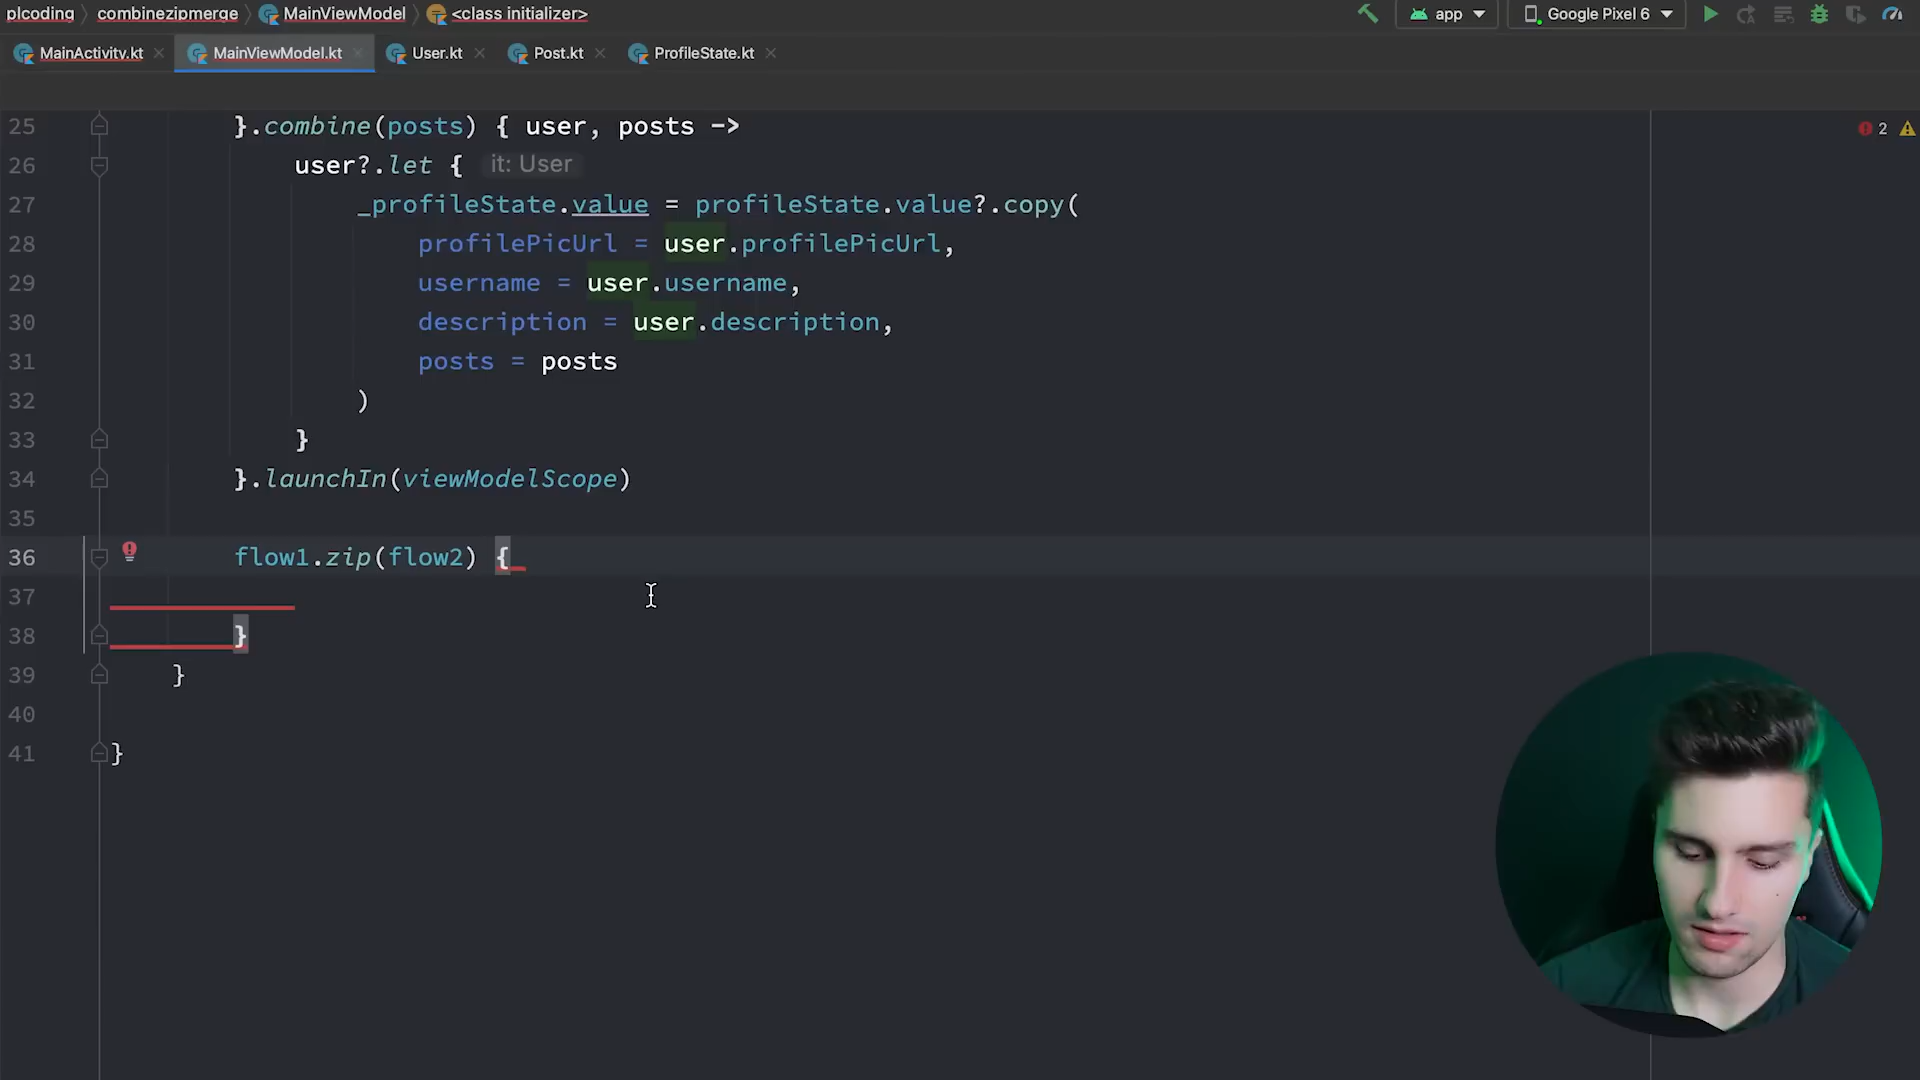 plcoding combinezipmerge MainViewModel <class initializer> app Google Pixel 6
MainActivity.kt MainViewModel.kt User.kt Post.kt ProfileState.kt
2
25 }.combine(posts) { user, posts ->
26 user?.let { it: User
27 _profileState.value = profileState.value?.copy(
28 profilePicUrl = user.profilePicUrl,
29 username = user.username,
30 description = user.description,
31 posts = posts
32 )
33 }
34 }.launchIn(viewModelScope)
35
36 flow1.zip(flow2) {
37
38 }
39 }
40
41 }